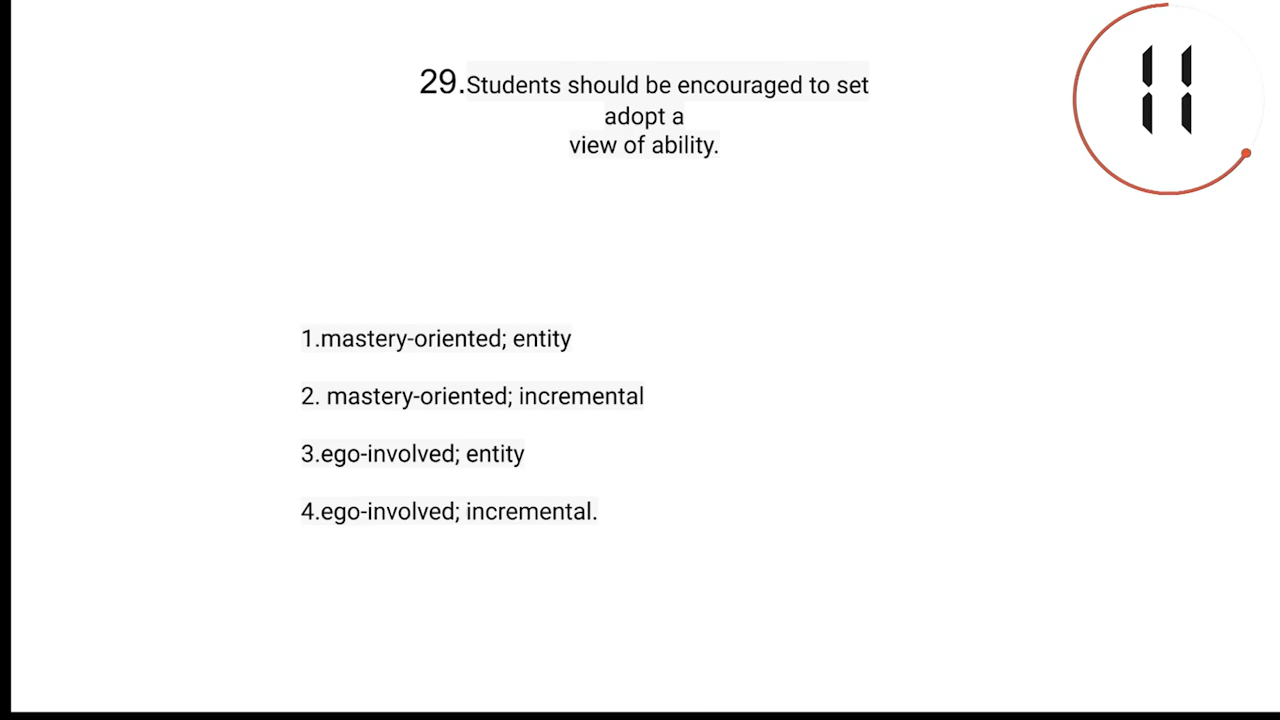 29.Students should be encouraged to set
adopt a
view of ability.
11
1.mastery-oriented; entity
2. mastery-oriented; incremental
3.ego-involved; entity
4.ego-involved; incremental.